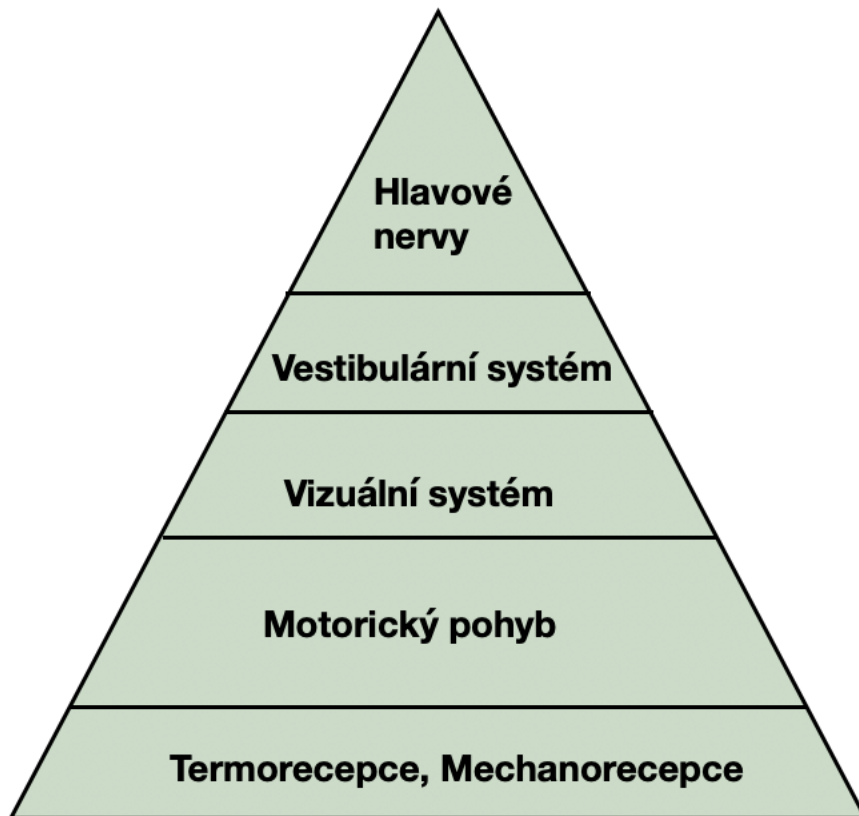 Hlavové
nervy
Vestibulární systém
Vizuální systém
Motorický pohyb
Termorecepce, Mechanorecepce